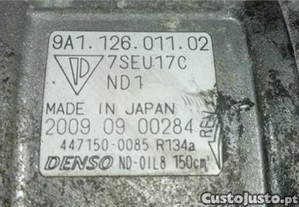 9A1.126.011.02
7SEU17C
ND1
MADE IN JAPAN
2009 09 00284
447150-0085 R134a
DENSO ND-OIL8 150cm³
CustoJusto.pt